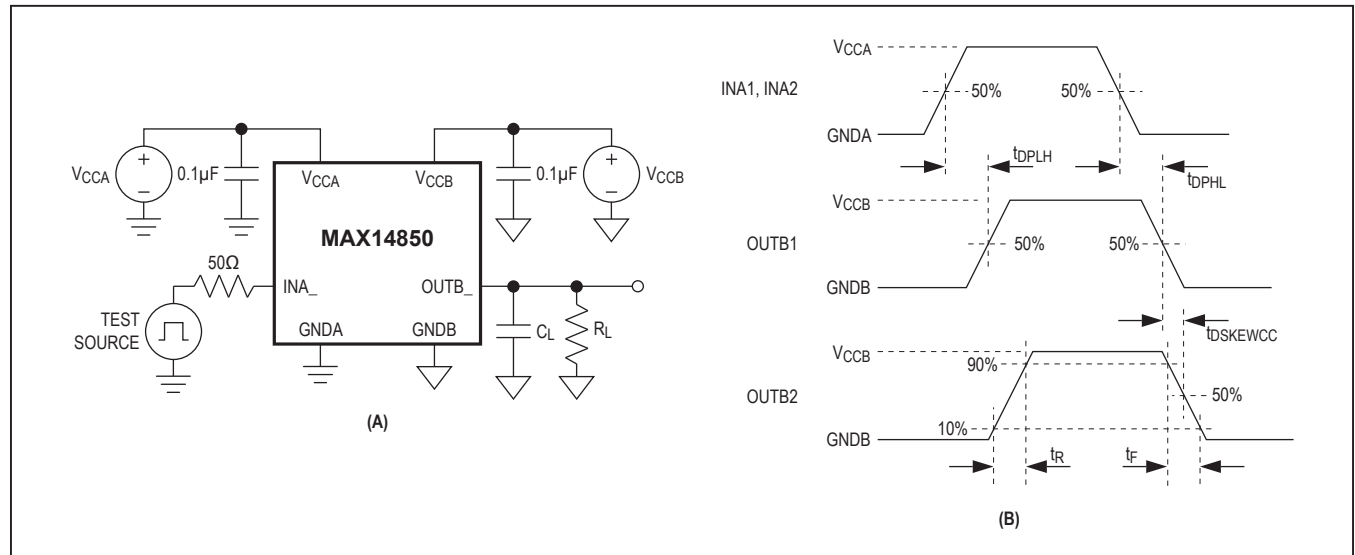 VCCA
0.1µF
VCCA
VCCB
0.1µF
VCCB
MAX14850
50Ω
INA_
OUTB_
TEST
SOURCE
GNDA
GNDB
CL
RL
(A)
VCCA
INA1, INA2
50%
50%
GNDA
tDPLH
tDPHL
VCCB
OUTB1
50%
50%
GNDB
tDSKEWCC
VCCB
90%
OUTB2
50%
10%
GNDB
tR
tF
(B)